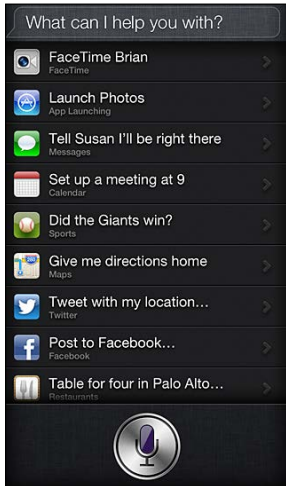 What can I help you with?
FaceTime Brian
FaceTime
Launch Photos
App Launching
Tell Susan I'll be right there
Messages
Set up a meeting at 9
Calendar
Did the Giants win?
Sports
Give me directions home
Maps
Tweet with my location…
Twitter
Post to Facebook…
Facebook
Table for four in Palo Alto…
Restaurants